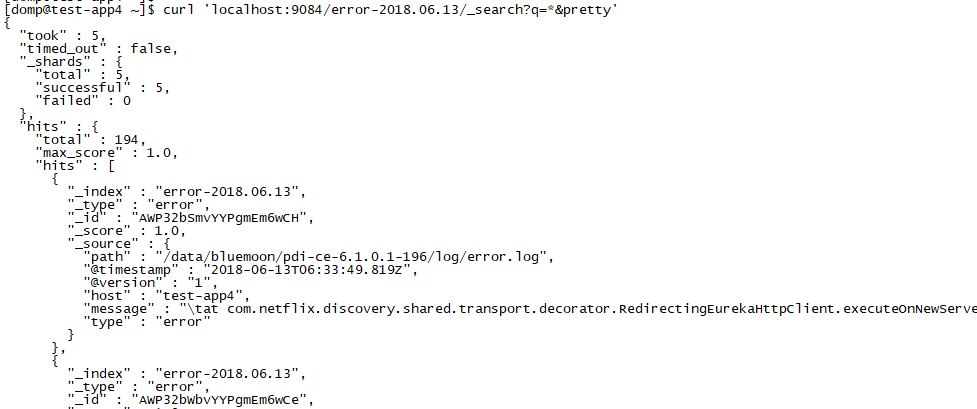 [domp@test-app4 ~]$ curl 'localhost:9084/error-2018.06.13/_search?q=*&pretty'
{
  "took" : 5,
  "timed_out" : false,
  "_shards" : {
    "total" : 5,
    "successful" : 5,
    "failed" : 0
  },
  "hits" : {
    "total" : 194,
    "max_score" : 1.0,
    "hits" : [
      {
        "_index" : "error-2018.06.13",
        "_type" : "error",
        "_id" : "AWP32bSmvYYPgmEm6wCH",
        "_score" : 1.0,
        "_source" : {
          "path" : "/data/bluemoon/pdi-ce-6.1.0.1-196/log/error.log",
          "@timestamp" : "2018-06-13T06:33:49.819Z",
          "@version" : "1",
          "host" : "test-app4",
          "message" : "\tat com.netflix.discovery.shared.transport.decorator.RedirectingEurekaHttpClient.executeOnNewServe
          "type" : "error"
        }
      },
      {
        "_index" : "error-2018.06.13",
        "_type" : "error",
        "_id" : "AWP32bWbvYYPgmEm6wCe",